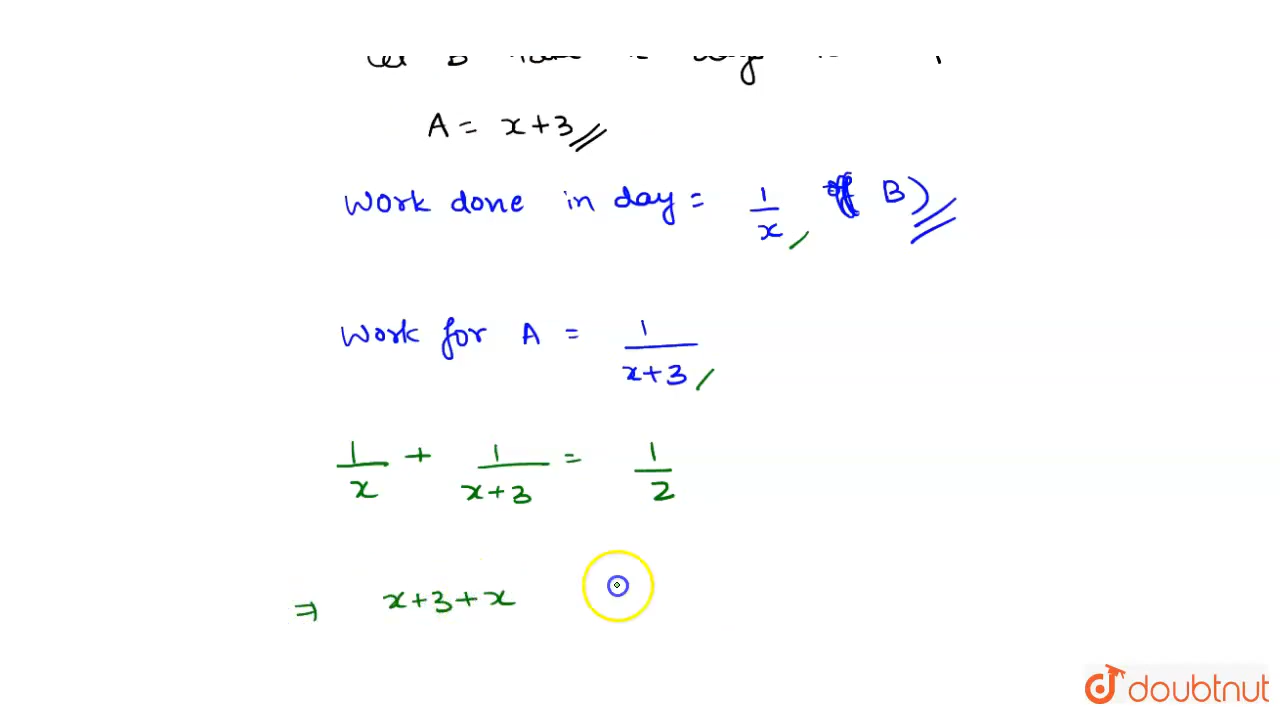 B
A = x+3
Work done in day = 1/x of B)
Work for A = 1/(x+3)
1/x + 1/(x+3) = 1/2
⇒ x+3+x
doubtnut